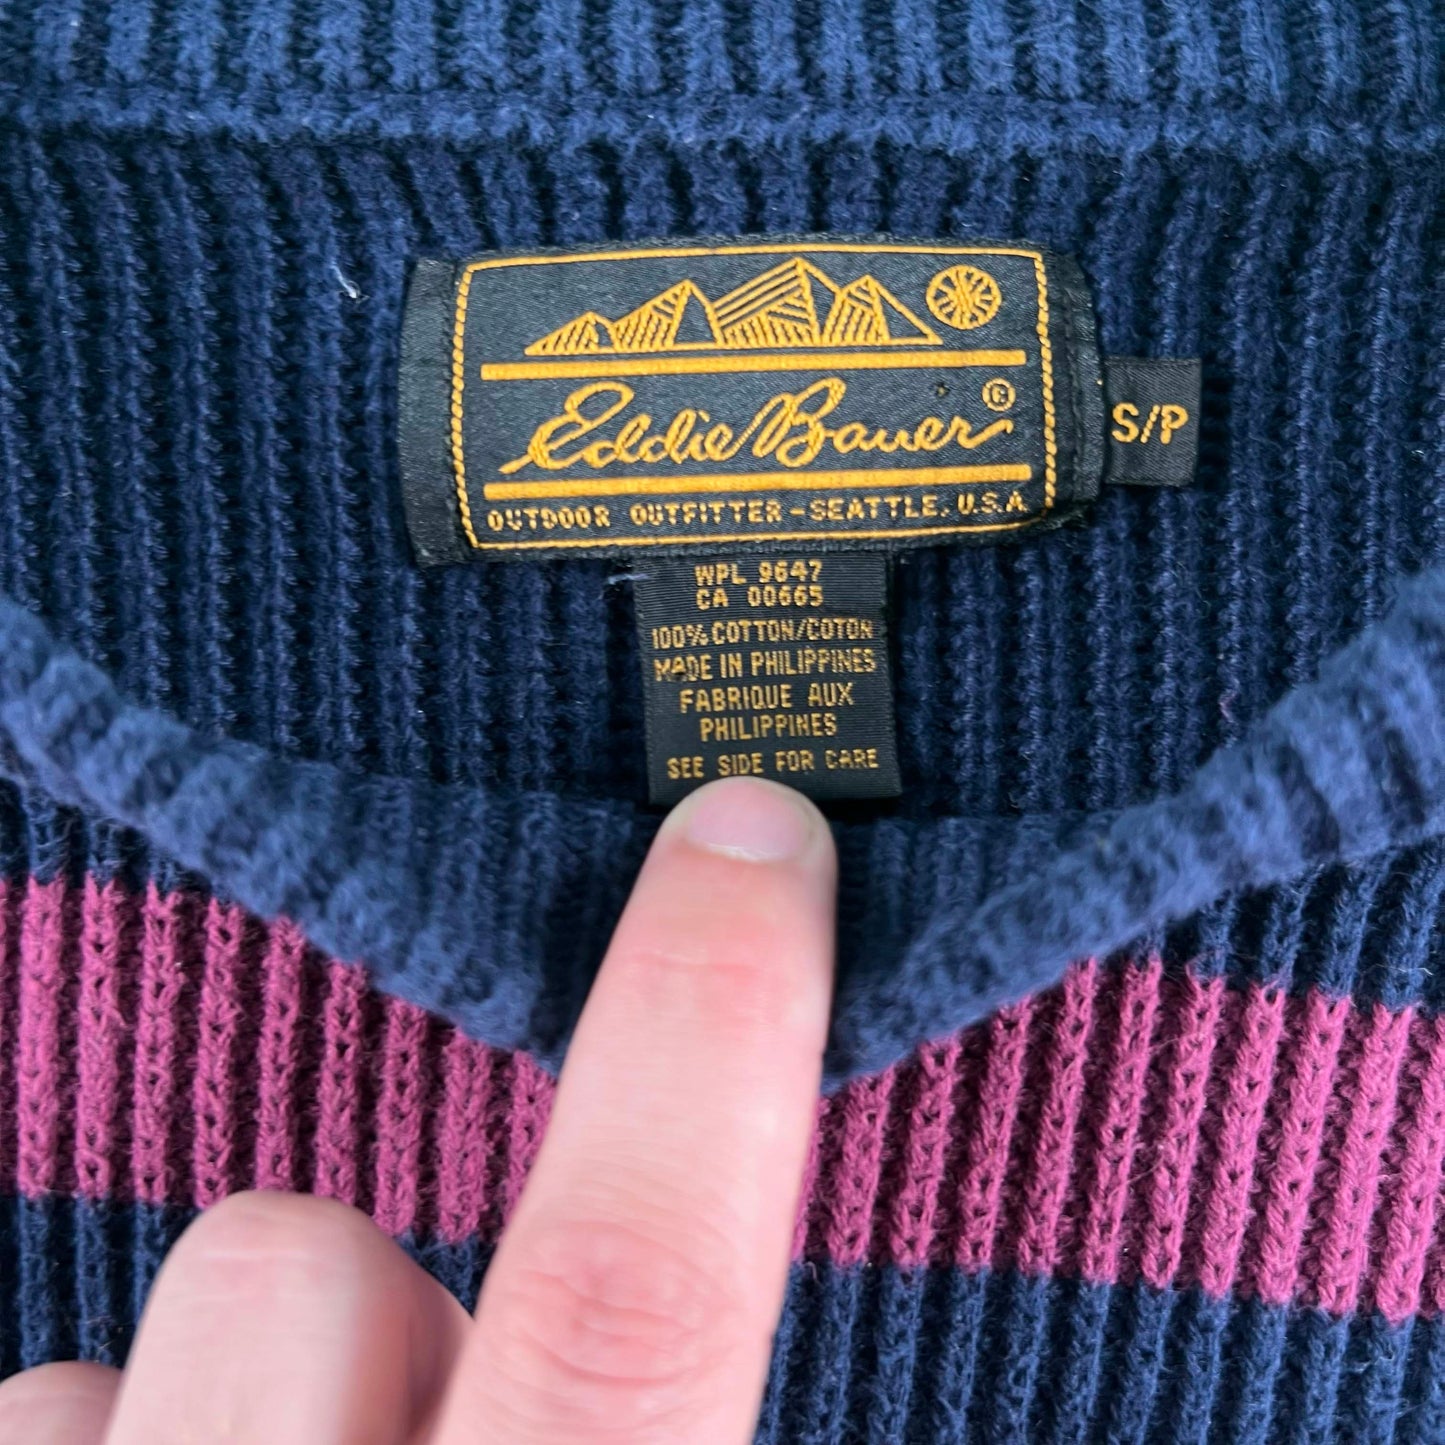 Eddie Bauer ®
OUTDOOR OUTFITTER - SEATTLE, U.S.A
S/P
WPL 9647
CA 00665
100% COTTON/COTON
MADE IN PHILIPPINES
FABRIQUE AUX
PHILIPPINES
SEE SIDE FOR CARE